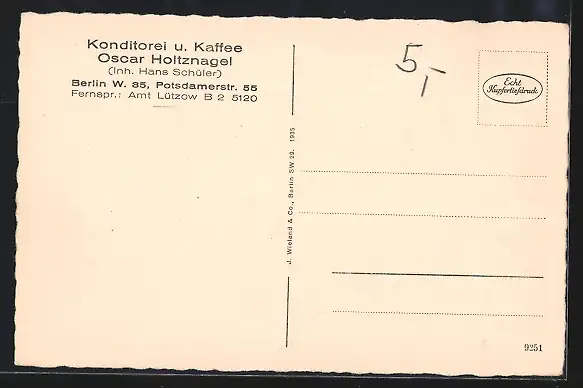 Konditorei u. Kaffee
Oscar Holtznagel
(Inh. Hans Schüler)
Berlin W. 35, Potsdamerstr. 55
Fernspr.: Amt Lützow B 2 5120
J. Wieland & Co., Berlin SW 29. 1935
5,-
Echt
Kupfertiefdruck
9251